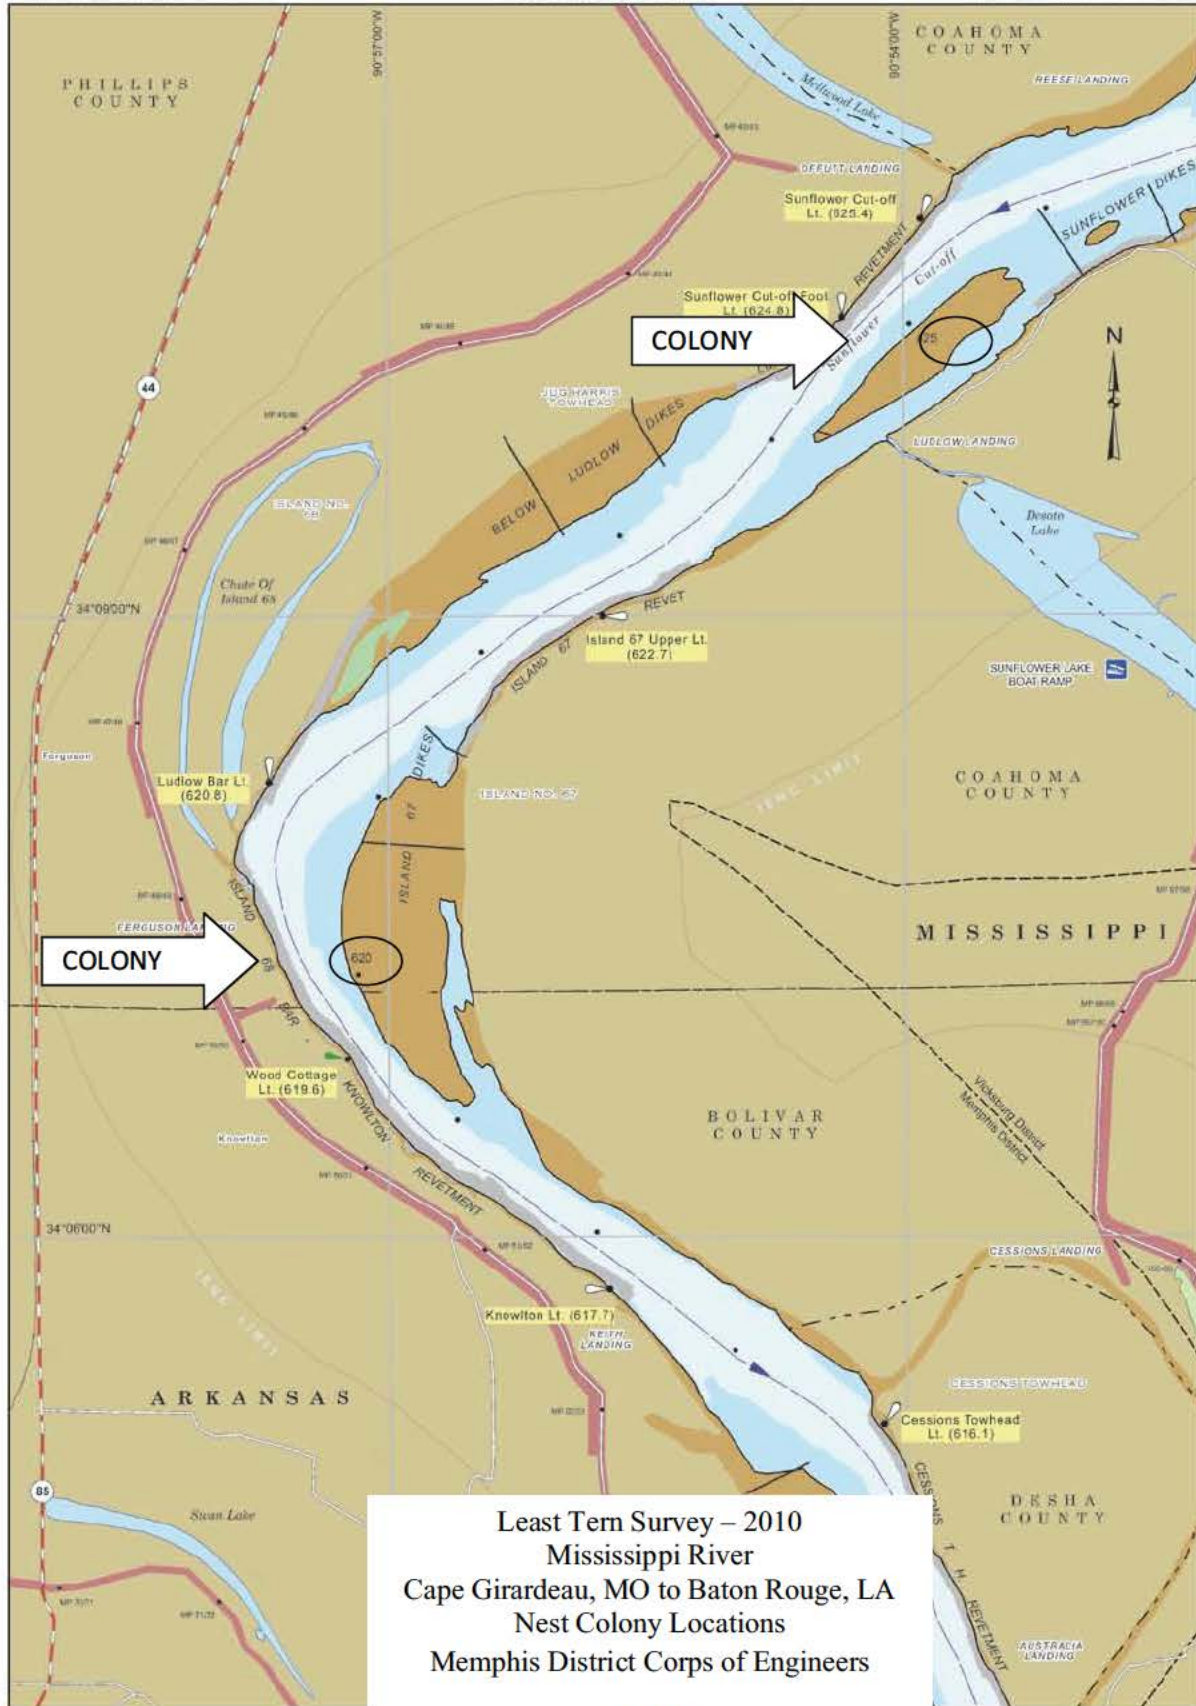 90°57'00"W
90°54'00"W
COAHOMA
COUNTY
PHILLIPS
COUNTY
REESE LANDING
Mellwood Lake
OFFUTT LANDING
Sunflower Cut-off
Lt. (625.4)
SUNFLOWER DIKES
REVETMENT
Cut-off
Sunflower Cut-off Foot
Lt. (624.8)
Sunflower
COLONY
25
N
44
JUG HARRIS
TOWHEAD
BELOW LUDLOW DIKES
LUDLOW LANDING
ISLAND NO.
68
Desoto
Lake
Chute Of
Island 68
34°09'00"N
ISLAND 67 REVET
Island 67 Upper Lt.
(622.7)
SUNFLOWER LAKE
BOAT RAMP
Ferguson
DIKES
67
ISLAND
Ludlow Bar Lt.
(620.8)
ISLAND NO. 67
LIMIT
COAHOMA
COUNTY
FERGUSON LANDING
MISSISSIPPI
COLONY
620
ISLAND
68
BAR
Wood Cottage
Lt. (619.6)
Vicksburg District
Memphis District
BOLIVAR
COUNTY
Knowlton
KNOWLTON
REVETMENT
34°06'00"N
CESSIONS LANDING
LIMIT
Knowlton Lt. (617.7)
KEITH
LANDING
ARKANSAS
CESSIONS TOWHEAD
Cessions Towhead
Lt. (616.1)
85
Swan Lake
CESSIONS T. H. REVETMENT
DESHA
COUNTY
AUSTRALIA
LANDING
Least Tern Survey – 2010
Mississippi River
Cape Girardeau, MO to Baton Rouge, LA
Nest Colony Locations
Memphis District Corps of Engineers